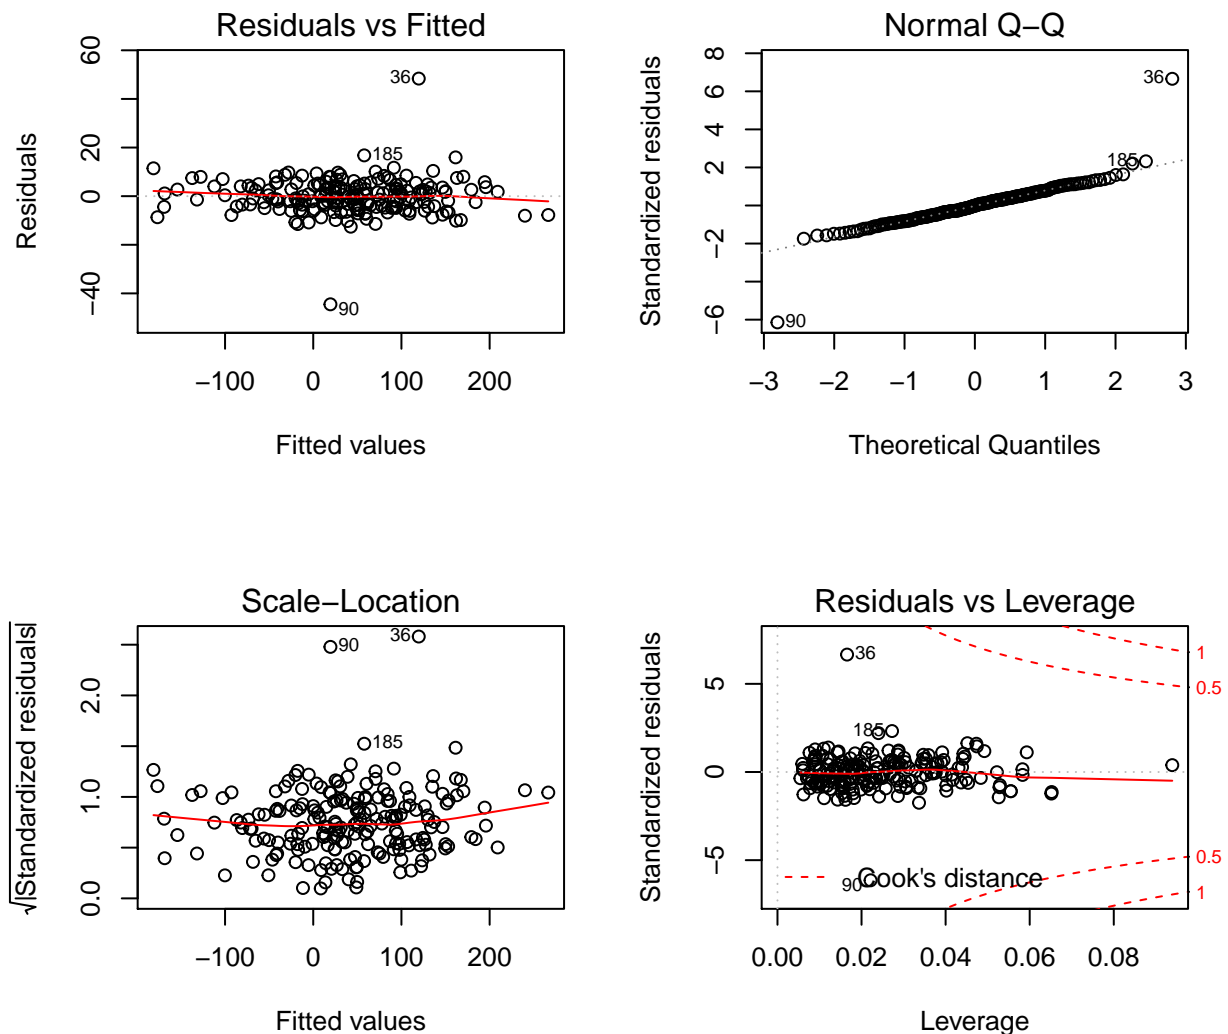 Residuals vs Fitted
60
20
0
−40
Residuals
−100 0 100 200
Fitted values
36
185
90
Normal Q−Q
8
6
4
2
−2
−6
Standardized residuals
−3 −2 −1 0 1 2 3
Theoretical Quantiles
36
185
90
Scale−Location
2.0
1.0
0.0
√|Standardized residuals|
−100 0 100 200
Fitted values
90 36
185
Residuals vs Leverage
5
0
−5
Standardized residuals
0.00 0.02 0.04 0.06 0.08
Leverage
36
185
90
Cook's distance
1
0.5
0.5
1